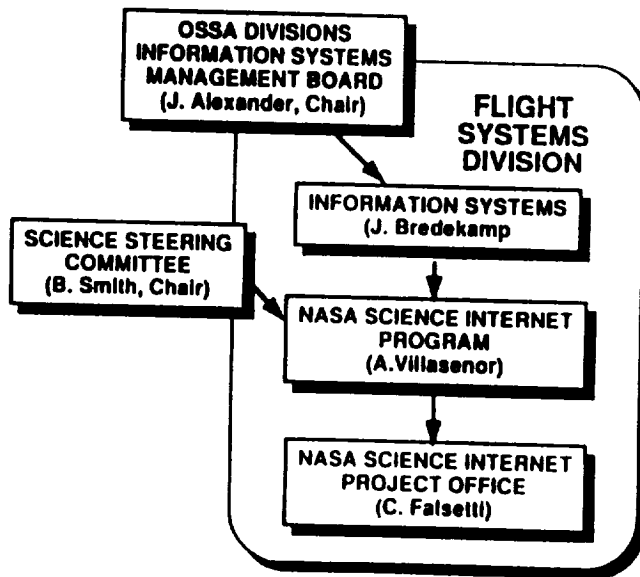 OSSA DIVISIONS
INFORMATION SYSTEMS
MANAGEMENT BOARD
(J. Alexander, Chair)
FLIGHT
SYSTEMS
DIVISION
INFORMATION SYSTEMS
(J. Bredekamp
SCIENCE STEERING
COMMITTEE
(B. Smith, Chair)
NASA SCIENCE INTERNET
PROGRAM
(A.Villasenor)
NASA SCIENCE INTERNET
PROJECT OFFICE
(C. Falsetti)